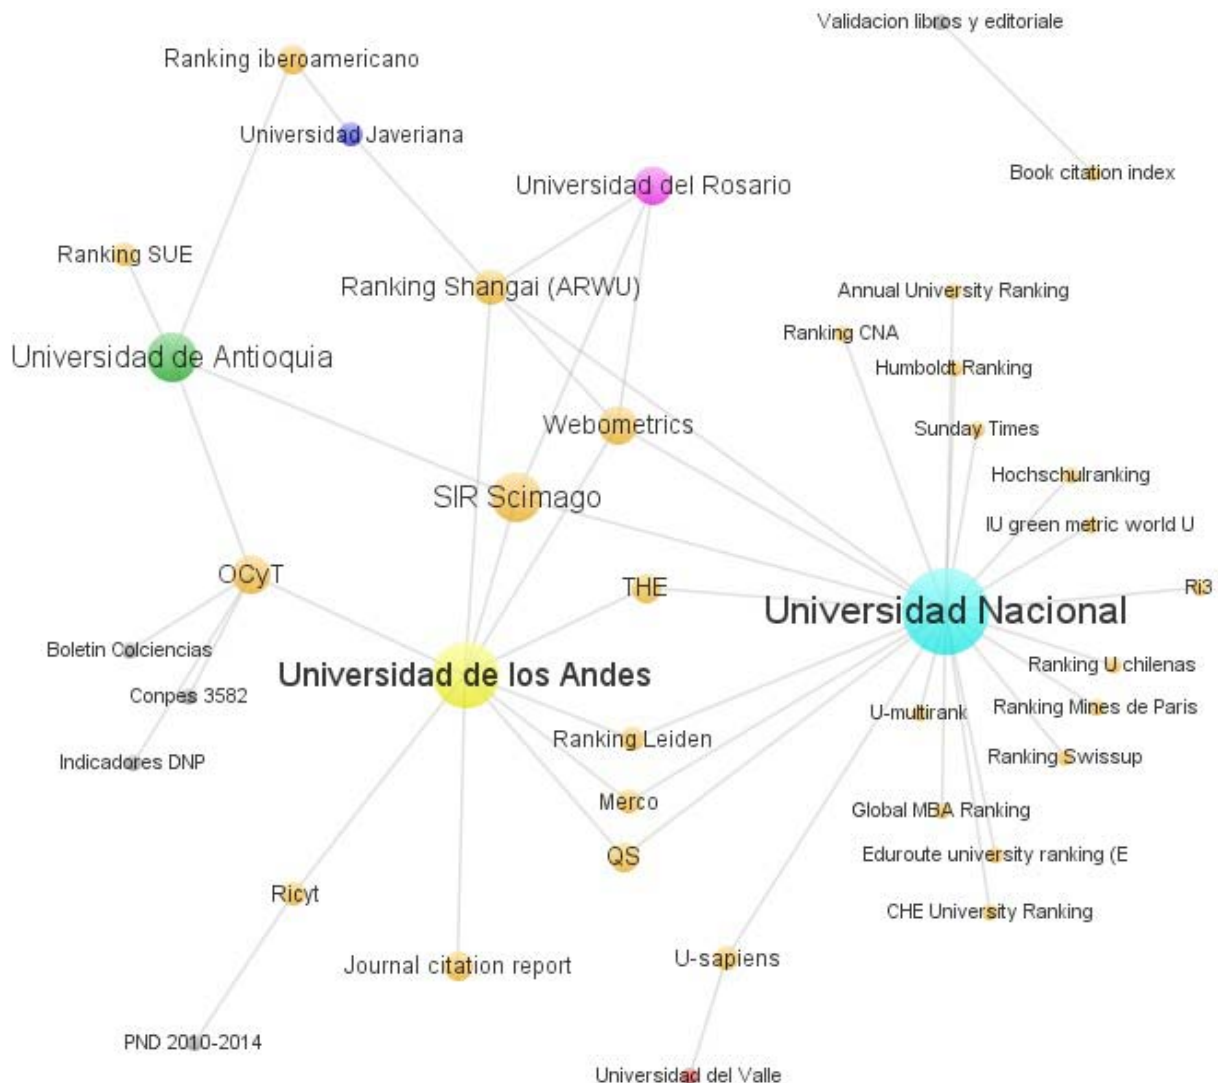 Validacion libros y editoriale
Ranking iberoamericano
Universidad Javeriana
Book citation index
Universidad del Rosario
Ranking SUE
Ranking Shangai (ARWU)
Annual University Ranking
Ranking CNA
Universidad de Antioquia
Humboldt Ranking
Webometrics
Sunday Times
Hochschulranking
SIR Scimago
IU green metric world U
OCyT
THE
Ri3
Universidad Nacional
Boletin Colciencias
Ranking U chilenas
Universidad de los Andes
Conpes 3582
Ranking Mines de Paris
U-multirank
Ranking Leiden
Ranking Swissup
Indicadores DNP
Merco
Global MBA Ranking
QS
Eduroute university ranking (E
Ricyt
CHE University Ranking
U-sapiens
Journal citation report
PND 2010-2014
Universidad del Valle